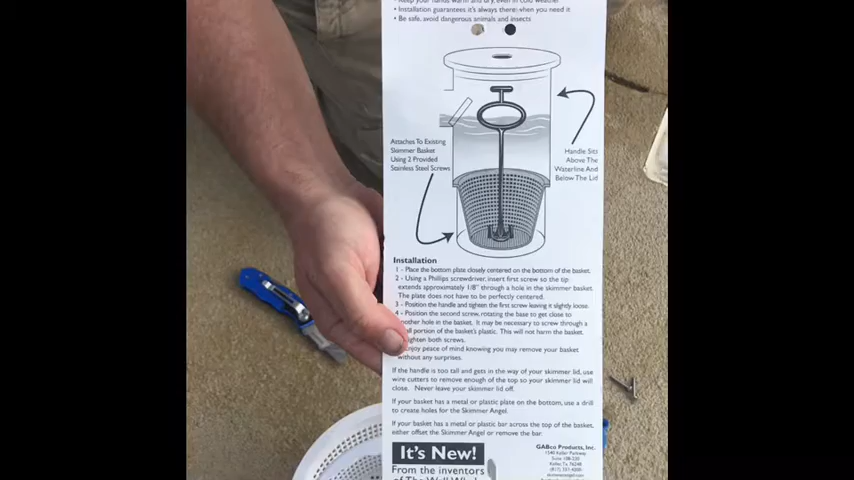 • Keep your hands warm and dry, even in cold weather
• Installation guarantees it's always there; when you need it
• Be safe, avoid dangerous animals and insects
Attaches To Existing
Skimmer Basket
Using 2 Provided
Stainless Steel Screws
Handle Sits
Above The
Waterline And
Below The Lid
Installation
1 - Place the bottom plate closely centered on the bottom of the basket.
2 - Using a Phillips screwdriver, insert first screw so the tip
extends approximately 1/8" through a hole in the skimmer basket.
The plate does not have to be perfectly centered.
3 - Position the handle and tighten the first screw leaving it slightly loose.
4 - Position the second screw, rotating the base to get close to
another hole in the basket. It may be necessary to screw through a
portion of the basket's plastic. This will not harm the basket.
tighten both screws.
Enjoy peace of mind knowing you may remove your basket
without any surprises.
If the handle is too tall and gets in the way of your skimmer lid, use
wire cutters to remove enough of the top so your skimmer lid will
close. Never leave your skimmer lid off.
If your basket has a metal or plastic plate on the bottom, use a drill
to create holes for the Skimmer Angel.
If your basket has a metal or plastic bar across the top of the basket,
either offset the Skimmer Angel or remove the bar.
It's New!
From the inventors
GABco Products, Inc.
1540 Keller Parkway
Suite 108-220
Keller, Tx 76248